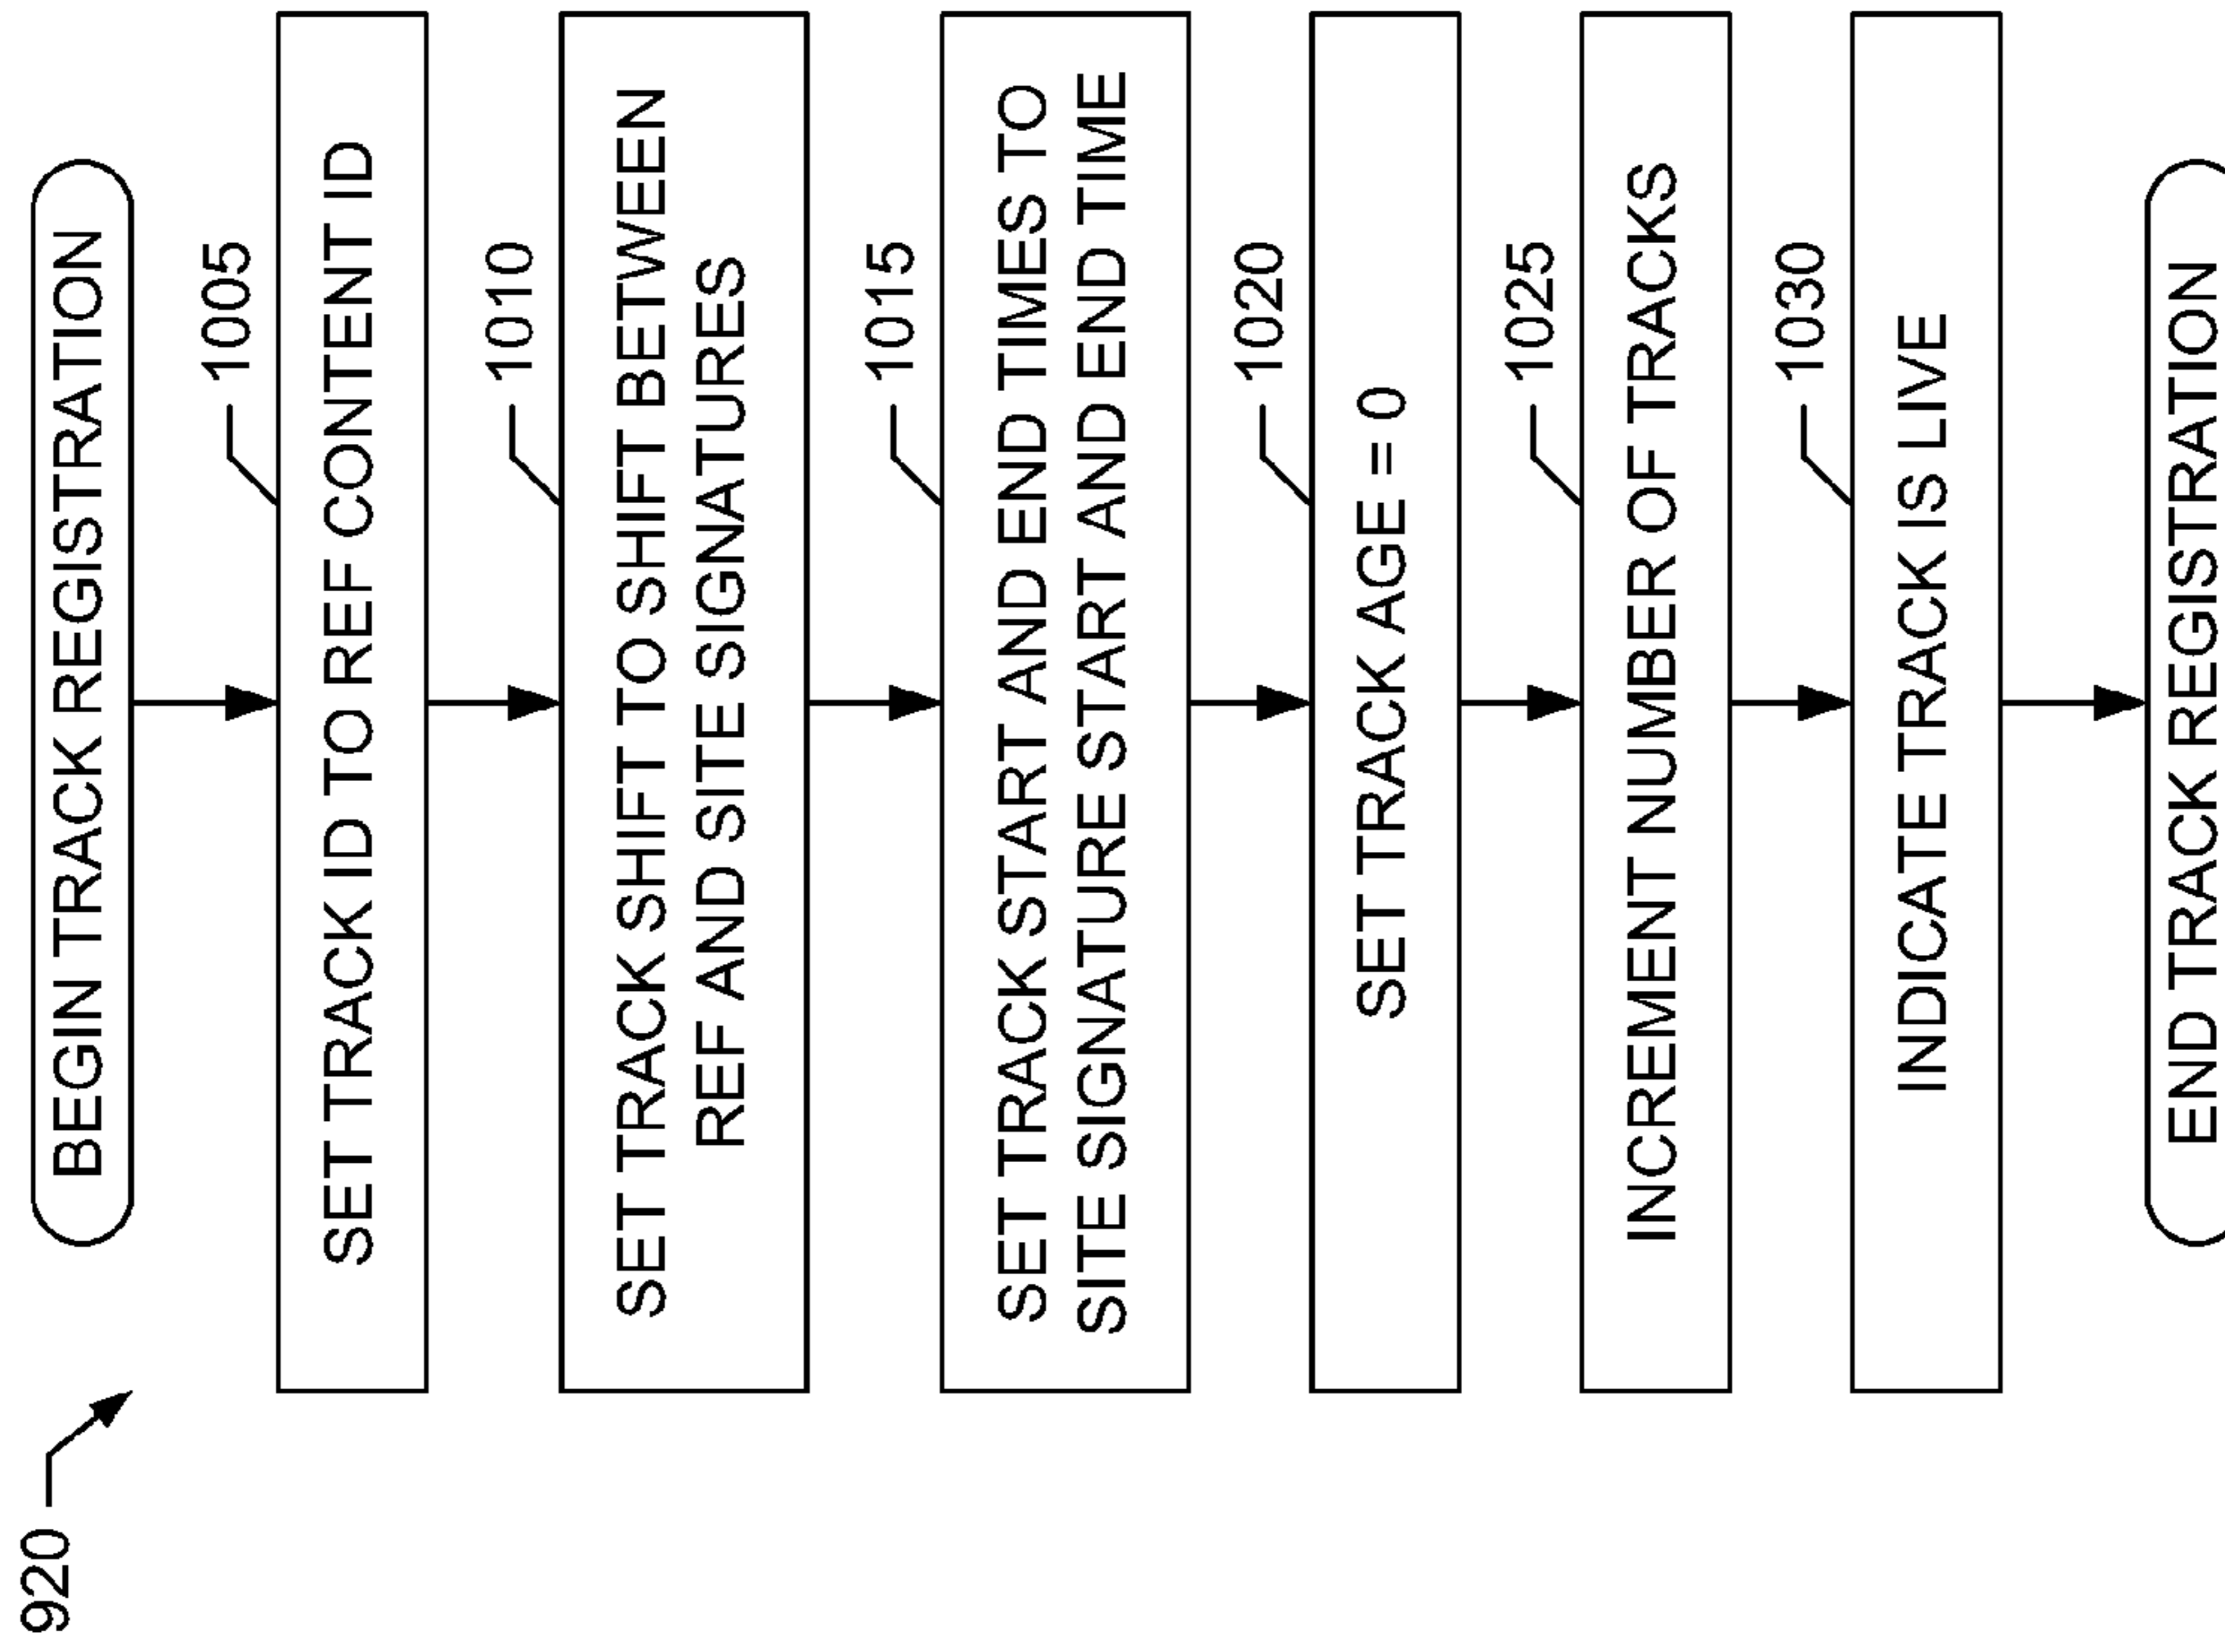 920
BEGIN TRACK REGISTRATION
1005
SET TRACK ID TO REF CONTENT ID
1010
SET TRACK SHIFT TO SHIFT BETWEEN
REF AND SITE SIGNATURES
1015
SET TRACK START AND END TIMES TO
SITE SIGNATURE START AND END TIME
1020
SET TRACK AGE = 0
1025
INCREMENT NUMBER OF TRACKS
1030
INDICATE TRACK IS LIVE
END TRACK REGISTRATION